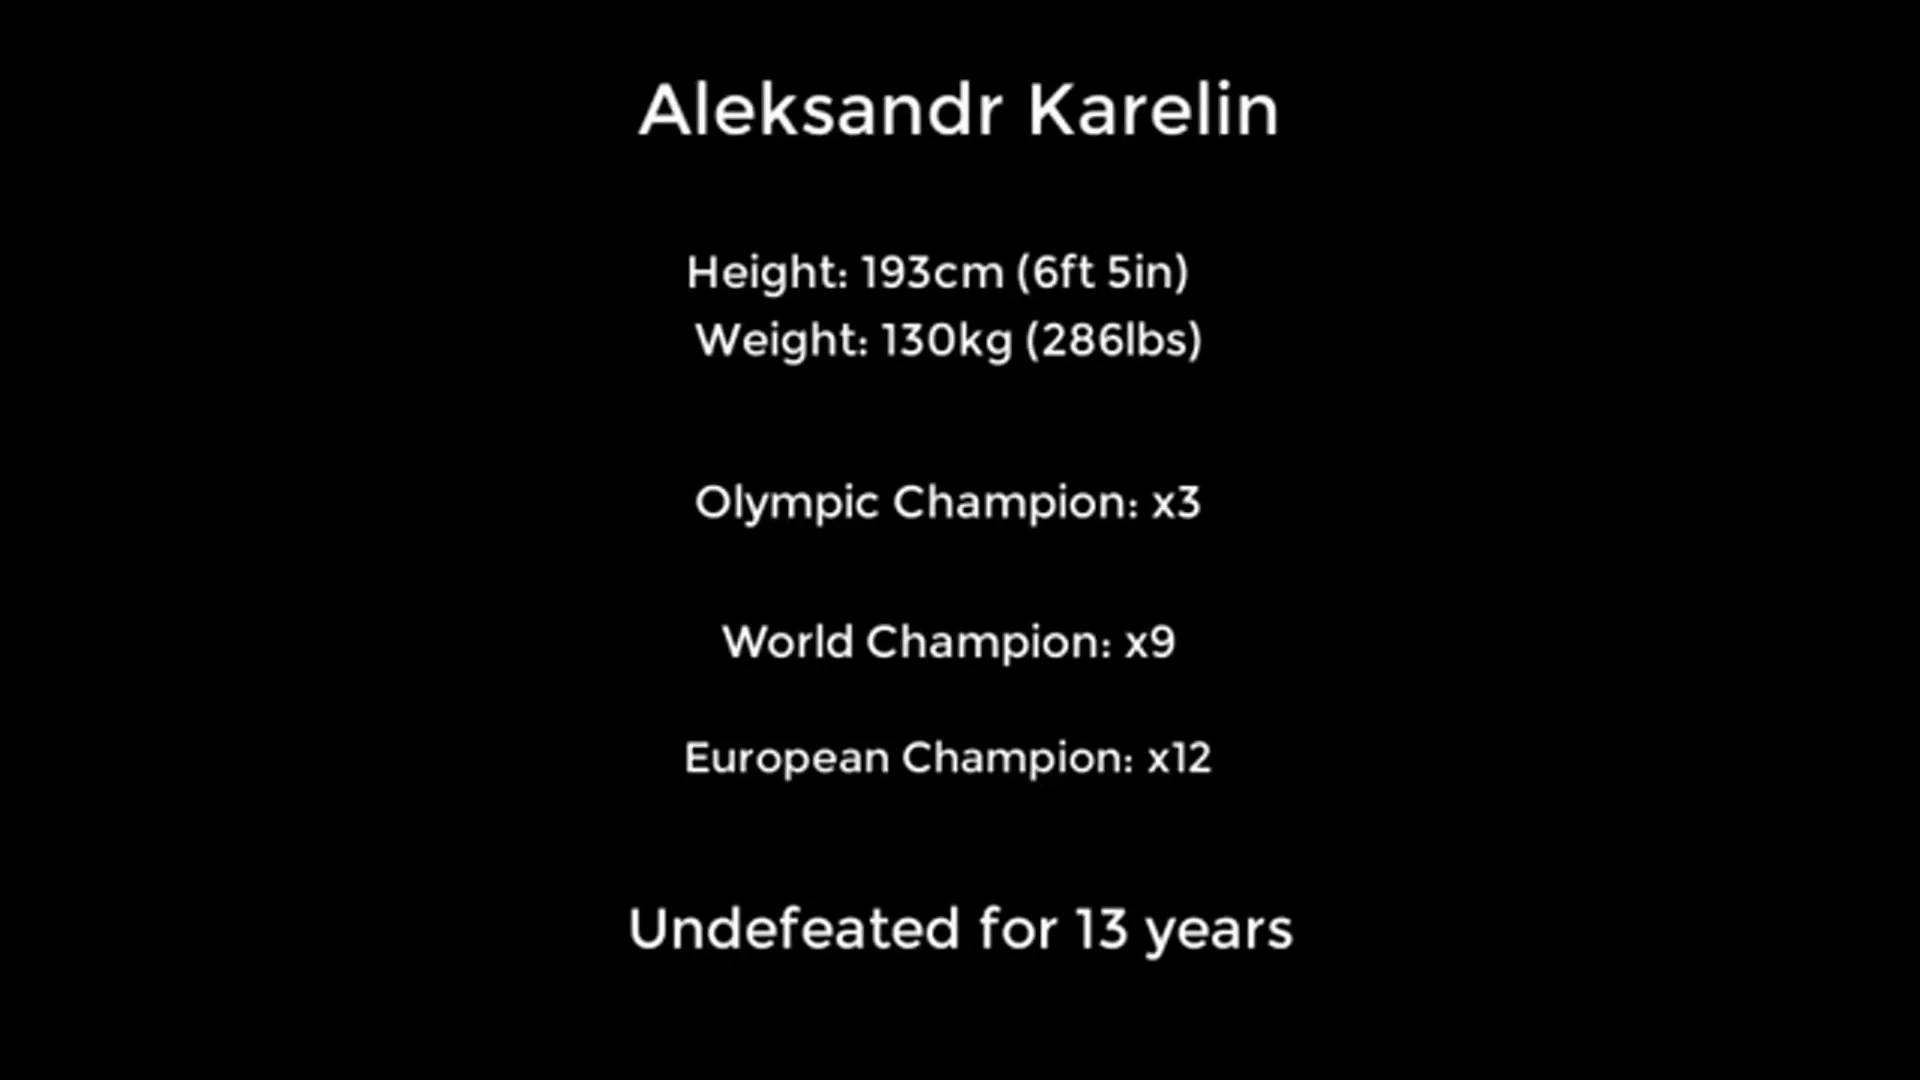 Aleksandr Karelin
Height: 193cm (6ft 5in)
Weight: 130kg (286lbs)
Olympic Champion: x3
World Champion: x9
European Champion: x12
Undefeated for 13 years